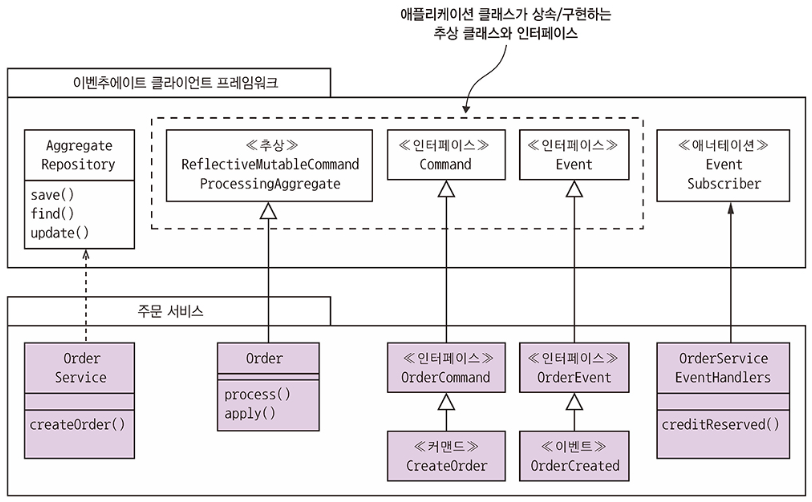 애플리케이션 클래스가 상속/구현하는
추상 클래스와 인터페이스
이벤추에이트 클라이언트 프레임워크
Aggregate
Repository
save()
find()
update()
≪추상≫
ReflectiveMutableCommand
ProcessingAggregate
≪인터페이스≫
Command
≪인터페이스≫
Event
≪애너테이션≫
Event
Subscriber
주문 서비스
Order
Service
createOrder()
Order
process()
apply()
≪인터페이스≫
OrderCommand
≪커맨드≫
CreateOrder
≪인터페이스≫
OrderEvent
≪이벤트≫
OrderCreated
OrderService
EventHandlers
creditReserved()